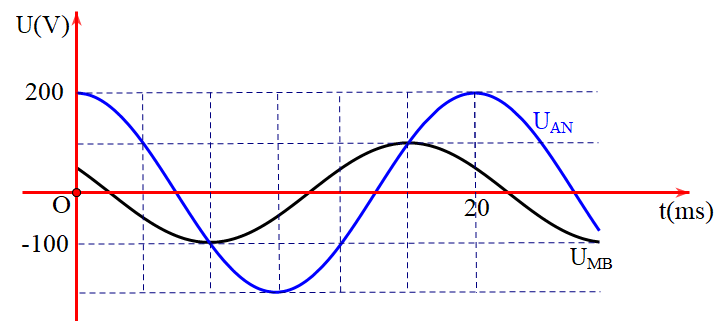 U(V)
200
U_AN
O
20
t(ms)
-100
U_MB